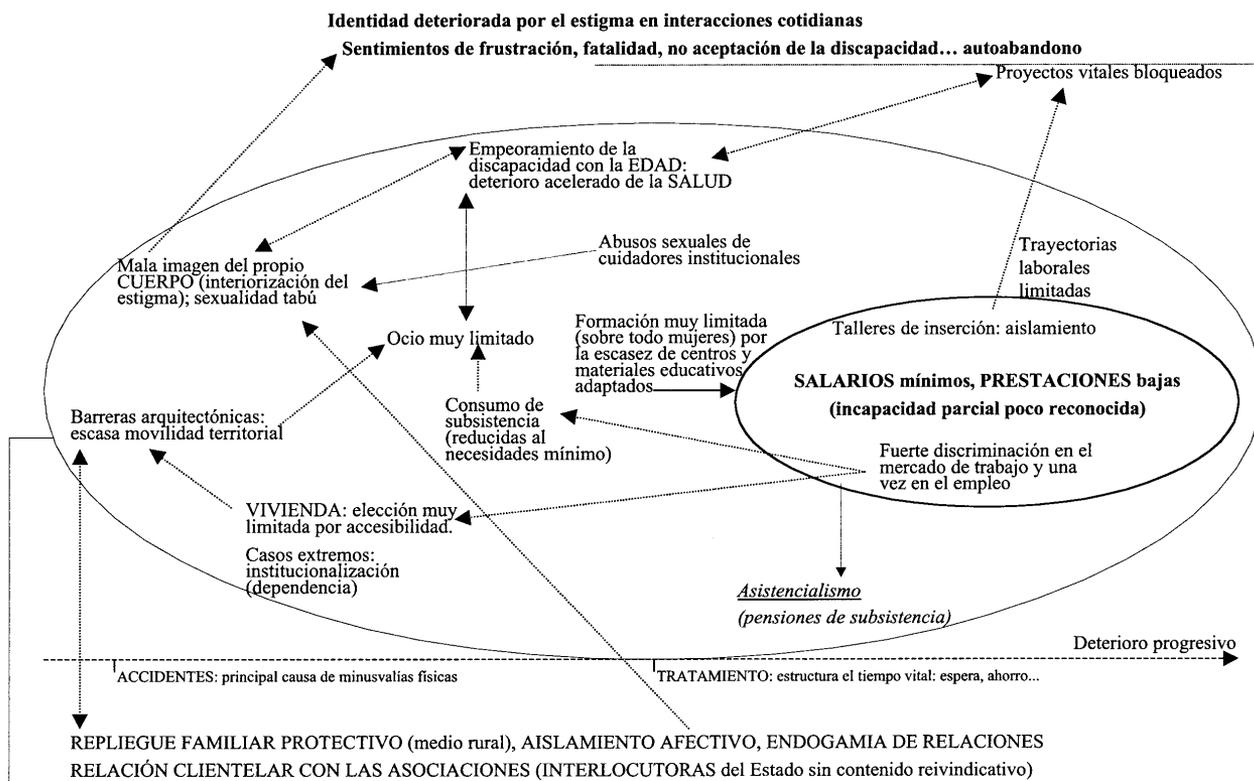 Identidad deteriorada por el estigma en interacciones cotidianas
Sentimientos de frustración, fatalidad, no aceptación de la discapacidad… autoabandono
Proyectos vitales bloqueados
Empeoramiento de la
discapacidad con la EDAD:
deterioro acelerado de la SALUD
Abusos sexuales de
cuidadores institucionales
Trayectorias
laborales
limitadas
Mala imagen del propio
CUERPO (interiorización del
estigma); sexualidad tabú
Ocio muy limitado
Formación muy limitada
(sobre todo mujeres) por
la escasez de centros y
materiales educativos
adaptados
Talleres de inserción: aislamiento
SALARIOS mínimos, PRESTACIONES bajas
(incapacidad parcial poco reconocida)
Fuerte discriminación en el
mercado de trabajo y una
vez en el empleo
Barreras arquitectónicas:
escasa movilidad territorial
Consumo de
subsistencia
(reducidas al
necesidades mínimo)
VIVIENDA: elección muy
limitada por accesibilidad.
Casos extremos:
institucionalización
(dependencia)
Asistencialismo
(pensiones de subsistencia)
Deterioro progresivo
ACCIDENTES: principal causa de minusvalías físicas
TRATAMIENTO: estructura el tiempo vital: espera, ahorro...
REPLIEGUE FAMILIAR PROTECTIVO (medio rural), AISLAMIENTO AFECTIVO, ENDOGAMIA DE RELACIONES
RELACIÓN CLIENTELAR CON LAS ASOCIACIONES (INTERLOCUTORAS del Estado sin contenido reivindicativo)